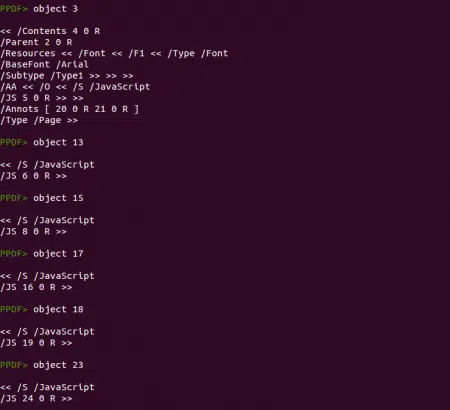 PPDF> object 3
<< /Contents 4 0 R
/Parent 2 0 R
/Resources << /Font << /F1 << /Type /Font
/BaseFont /Arial
/Subtype /Type1 >> >> >>
/AA << /O << /S /JavaScript
/JS 5 0 R >> >>
/Annots [ 20 0 R 21 0 R ]
/Type /Page >>
PPDF> object 13
<< /S /JavaScript
/JS 6 0 R >>
PPDF> object 15
<< /S /JavaScript
/JS 8 0 R >>
PPDF> object 17
<< /S /JavaScript
/JS 16 0 R >>
PPDF> object 18
<< /S /JavaScript
/JS 19 0 R >>
PPDF> object 23
<< /S /JavaScript
/JS 24 0 R >>